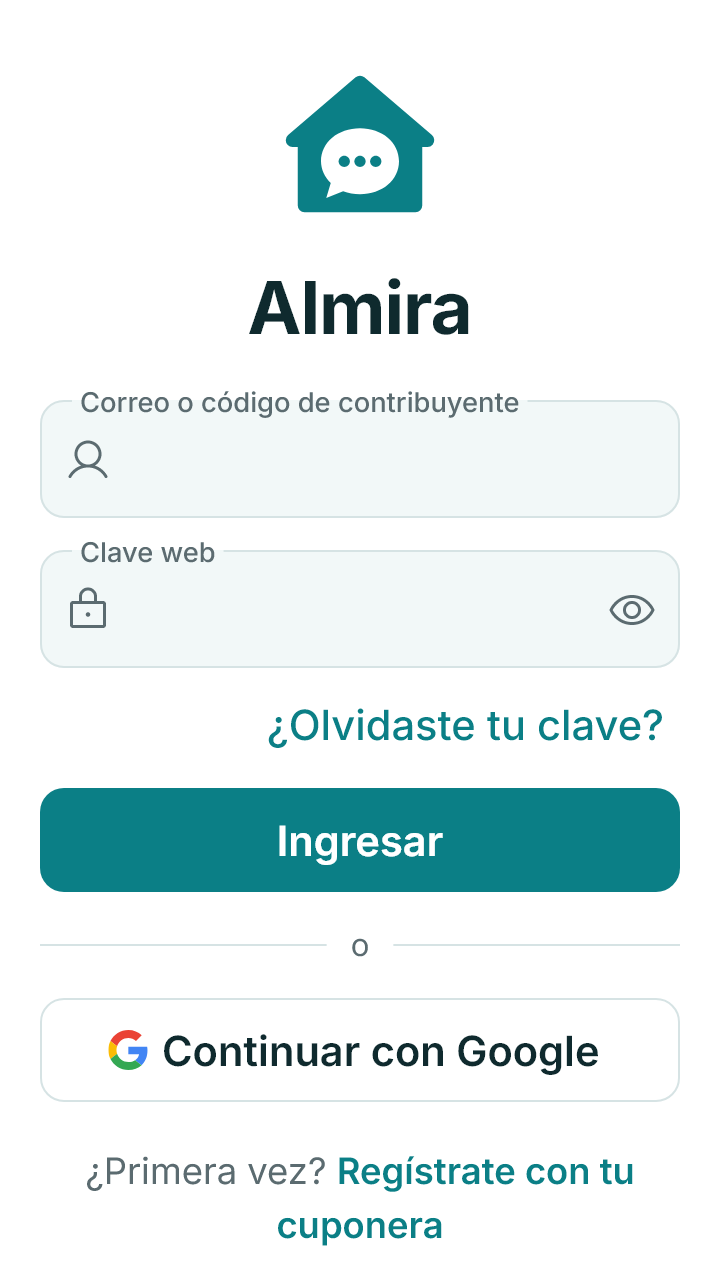 Almira
Correo o código de contribuyente
Clave web
¿Olvidaste tu clave?
Ingresar
o
Continuar con Google
¿Primera vez? Regístrate con tu
cuponera